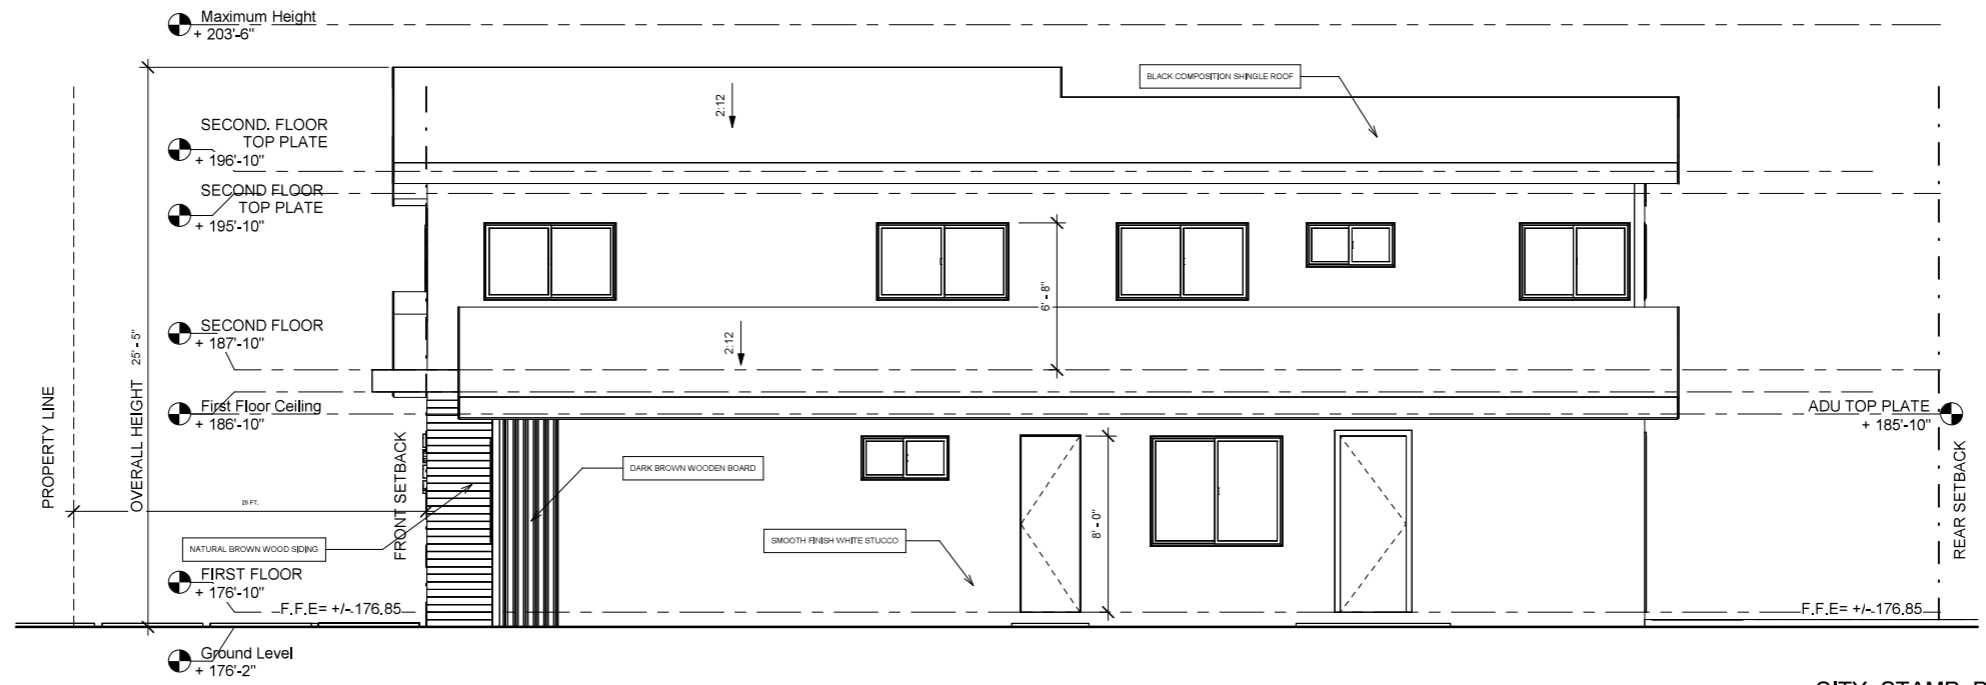 Maximum Height
+ 203'-6"
BLACK COMPOSITION SHINGLE ROOF
2:12
SECOND. FLOOR
TOP PLATE
+ 196'-10"
SECOND FLOOR
TOP PLATE
+ 195'-10"
6' - 8"
SECOND FLOOR
+ 187'-10"
2:12
OVERALL HEIGHT 25' - 5"
PROPERTY LINE
First Floor Ceiling
+ 186'-10"
ADU TOP PLATE
+ 185'-10"
FRONT SETBACK
REAR SETBACK
DARK BROWN WOODEN BOARD
25 FT.
8' - 0"
NATURAL BROWN WOOD SIDING
SMOOTH FINISH WHITE STUCCO
FIRST FLOOR
+ 176'-10"
F.F.E= +/-176.85
F.F.E= +/-176.85
Ground Level
+ 176'-2"